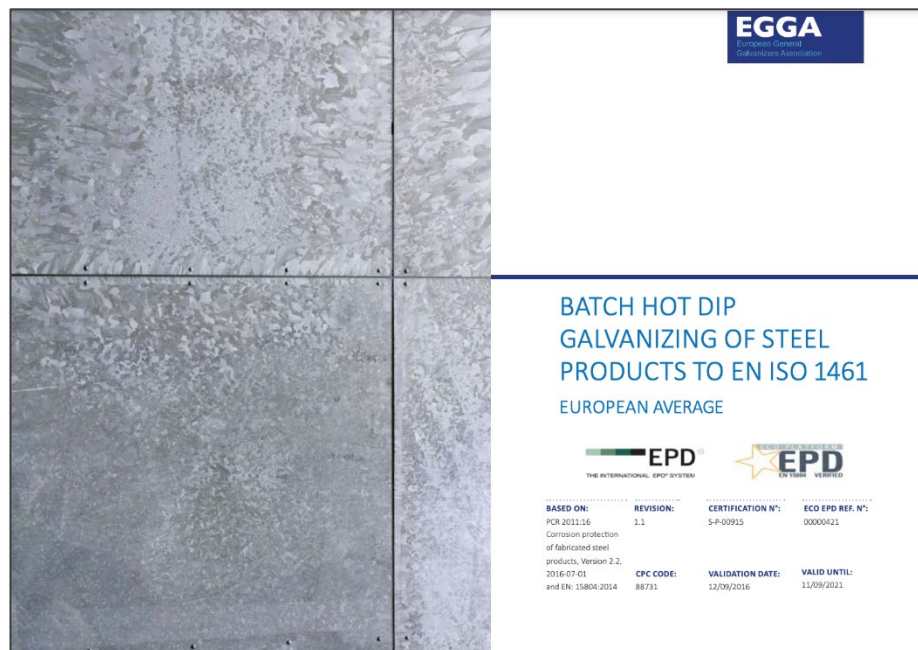 EGGA
European General
Galvanizers Association
BATCH HOT DIP
GALVANIZING OF STEEL
PRODUCTS TO EN ISO 1461
EUROPEAN AVERAGE
EPD®
THE INTERNATIONAL EPD® SYSTEM
ECO PLATFORM
EPD
EN 15804 VERIFIED
BASED ON:
PCR 2011:16
Corrosion protection
of fabricated steel
products, Version 2.2,
2016-07-01
and EN: 15804:2014
REVISION:
1.1
CPC CODE:
88731
CERTIFICATION N°:
S-P-00915
VALIDATION DATE:
12/09/2016
ECO EPD REF. N°:
00000421
VALID UNTIL:
11/09/2021